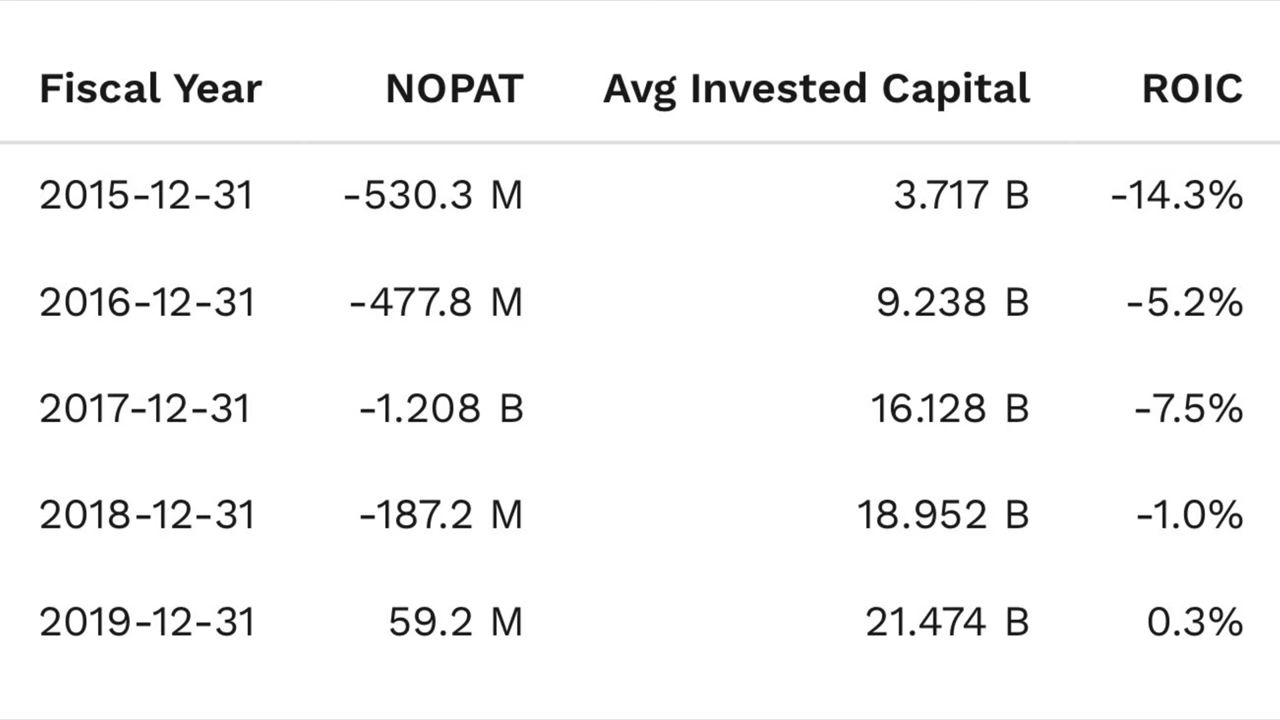 Fiscal Year NOPAT Avg Invested Capital ROIC
2015-12-31 -530.3 M 3.717 B -14.3%
2016-12-31 -477.8 M 9.238 B -5.2%
2017-12-31 -1.208 B 16.128 B -7.5%
2018-12-31 -187.2 M 18.952 B -1.0%
2019-12-31 59.2 M 21.474 B 0.3%